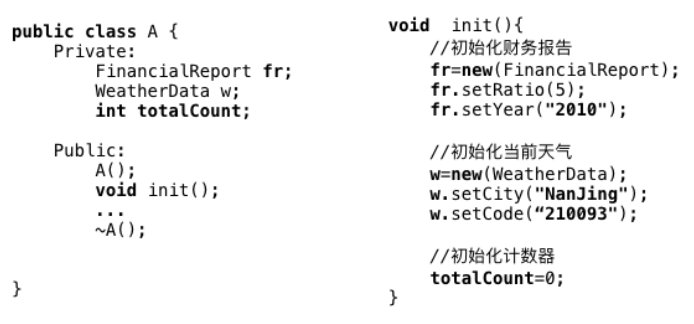 public class A {
Private:
FinancialReport fr;
WeatherData w;
int totalCount;
Public:
A();
void init();
...
~A();
}
void init(){
//初始化财务报告
fr=new(FinancialReport);
fr.setRatio(5);
fr.setYear("2010");
//初始化当前天气
w=new(WeatherData);
w.setCity("NanJing");
w.setCode(“210093");
//初始化计数器
totalCount=0;
}